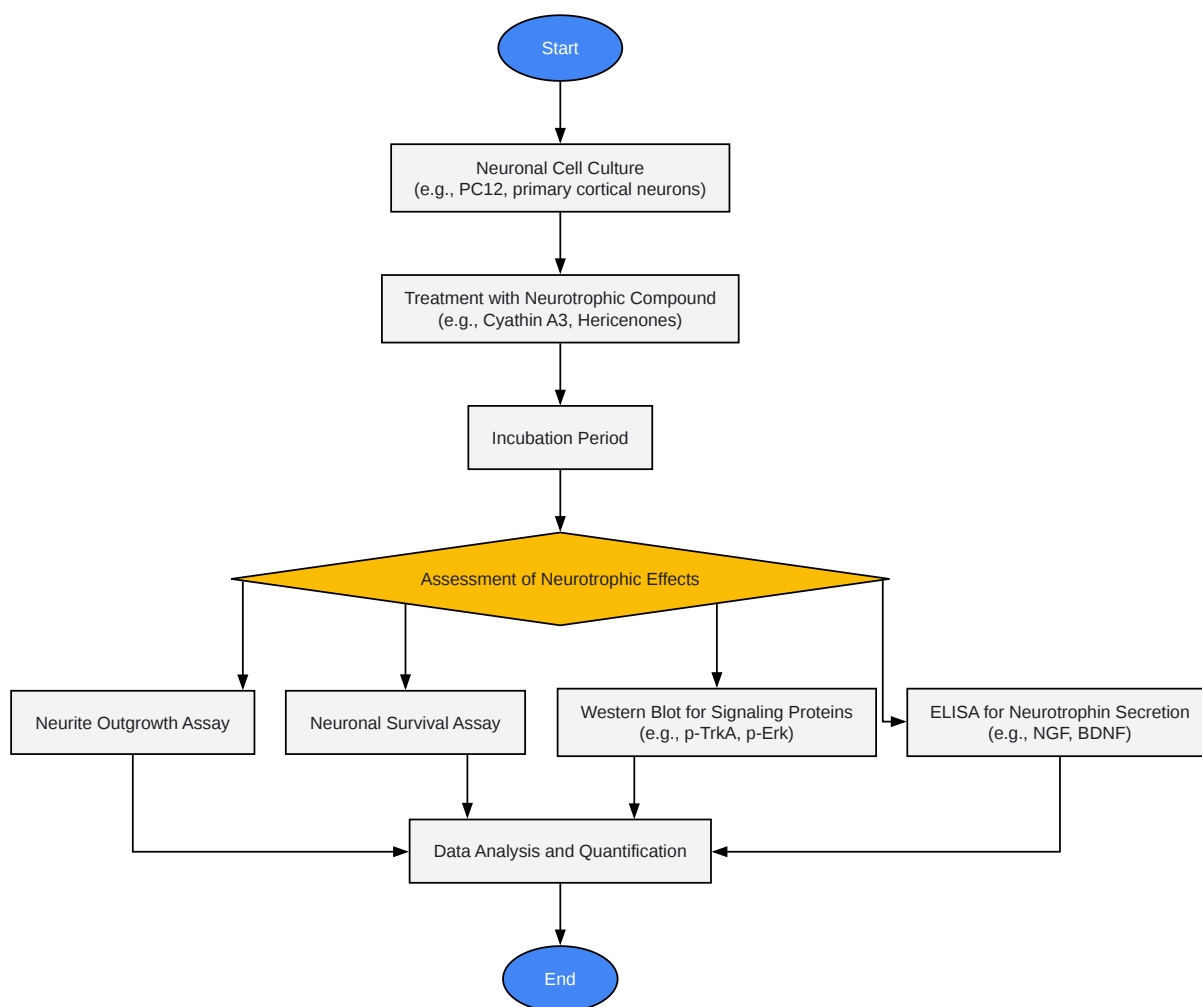 Start
Neuronal Cell Culture
(e.g., PC12, primary cortical neurons)
Treatment with Neurotrophic Compound
(e.g., Cyathin A3, Hericenones)
Incubation Period
Assessment of Neurotrophic Effects
Neurite Outgrowth Assay
Neuronal Survival Assay
Western Blot for Signaling Proteins
(e.g., p-TrkA, p-Erk)
ELISA for Neurotrophin Secretion
(e.g., NGF, BDNF)
Data Analysis and Quantification
End